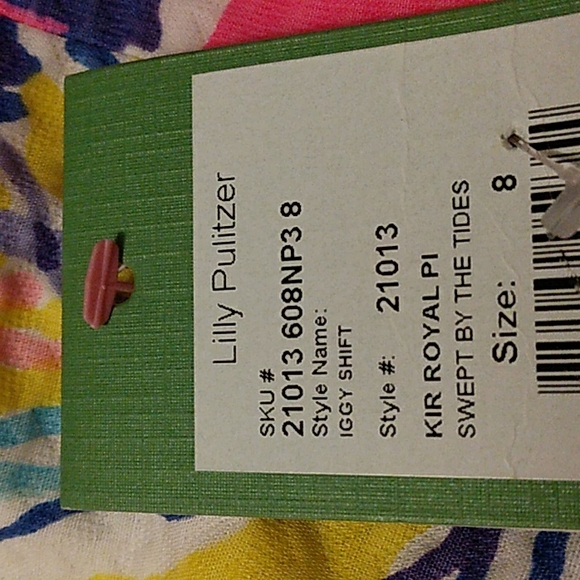 Lilly Pulitzer
SKU #
21013 608NP3 8
Style Name:
IGGY SHIFT
Style #: 21013
KIR ROYAL PI
SWEPT BY THE TIDES
Size: 8